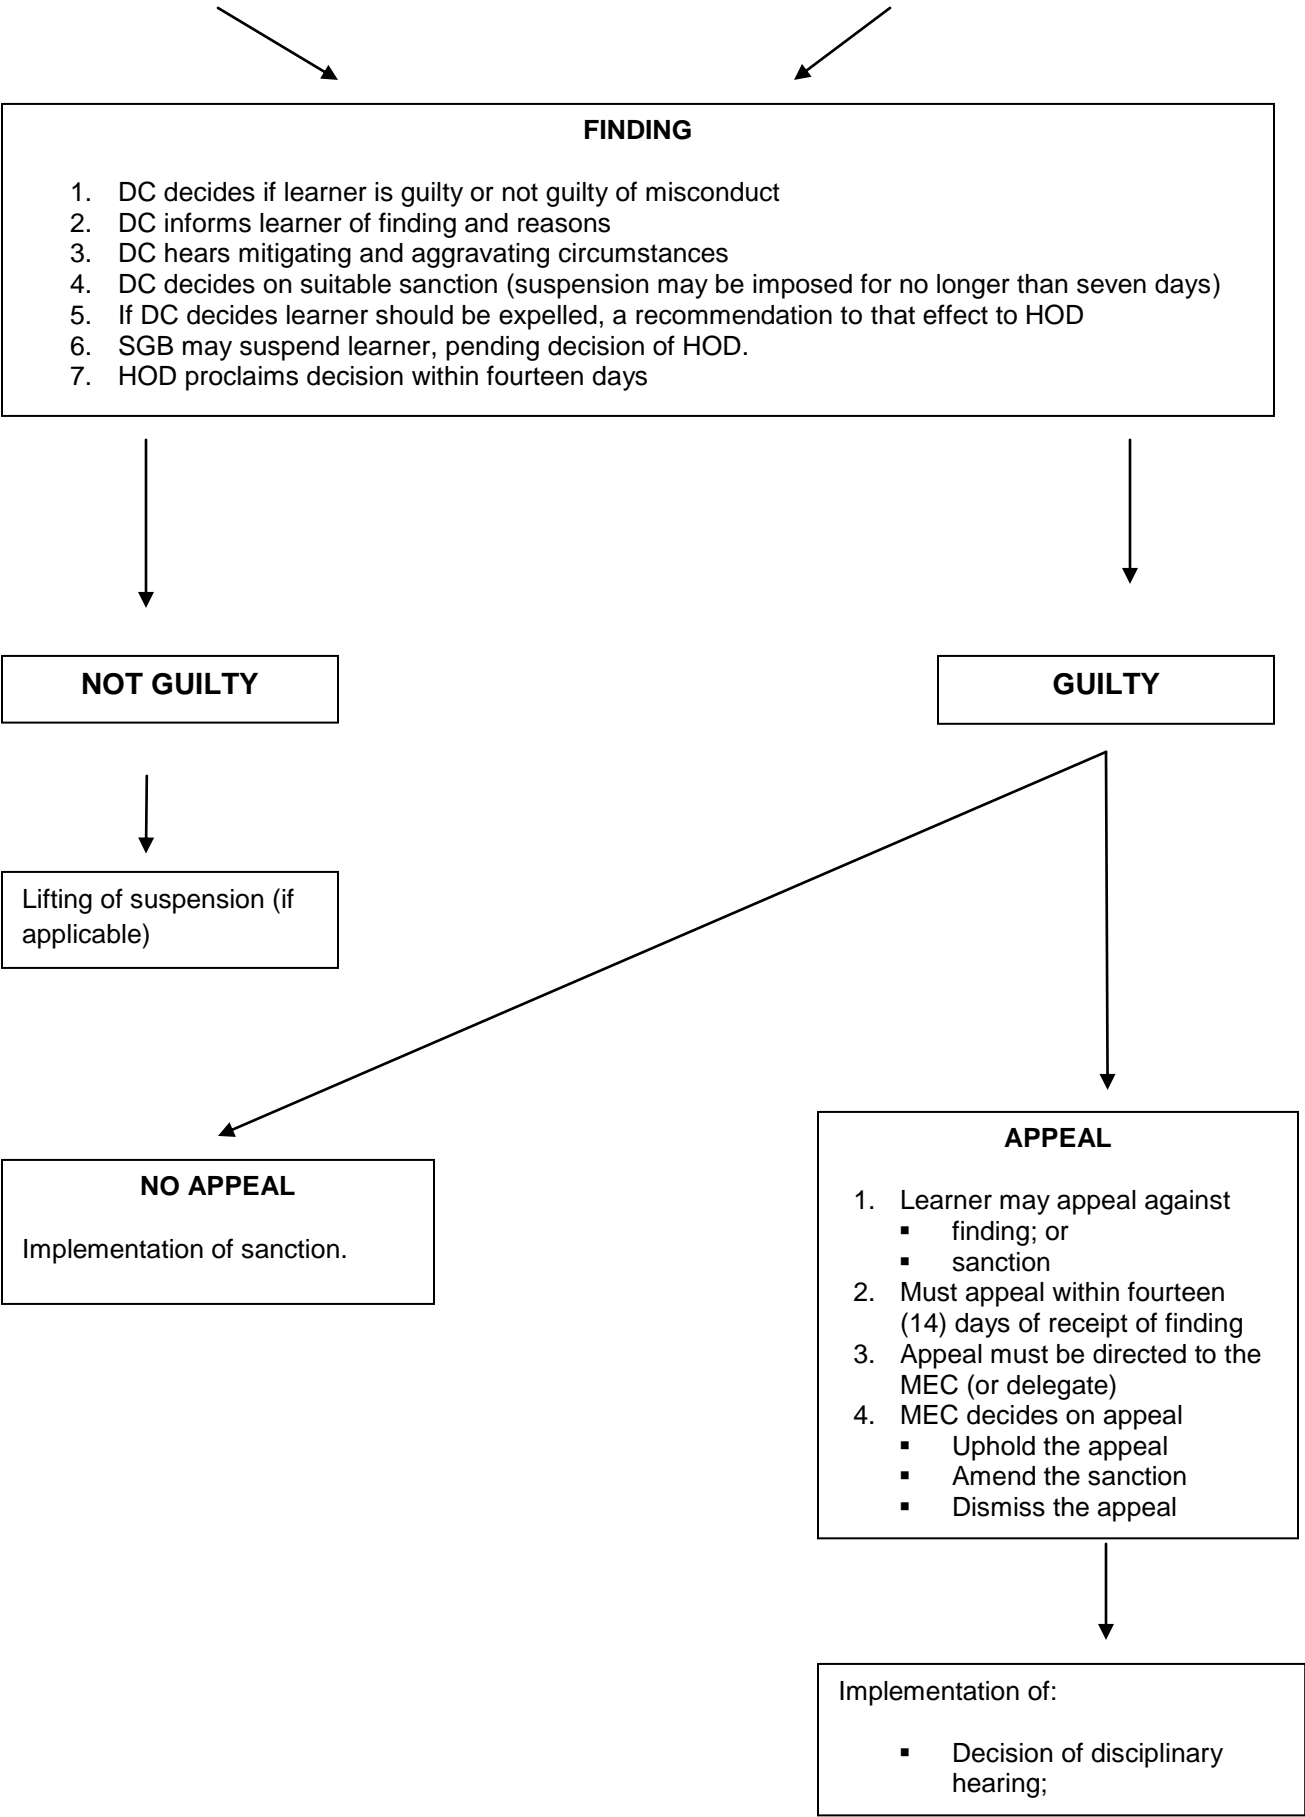 FINDING
1. DC decides if learner is guilty or not guilty of misconduct
2. DC informs learner of finding and reasons
3. DC hears mitigating and aggravating circumstances
4. DC decides on suitable sanction (suspension may be imposed for no longer than seven days)
5. If DC decides learner should be expelled, a recommendation to that effect to HOD
6. SGB may suspend learner, pending decision of HOD.
7. HOD proclaims decision within fourteen days
NOT GUILTY
GUILTY
Lifting of suspension (if
applicable)
NO APPEAL
Implementation of sanction.
APPEAL
1. Learner may appeal against
▪ finding; or
▪ sanction
2. Must appeal within fourteen
(14) days of receipt of finding
3. Appeal must be directed to the
MEC (or delegate)
4. MEC decides on appeal
▪ Uphold the appeal
▪ Amend the sanction
▪ Dismiss the appeal
Implementation of:
▪ Decision of disciplinary
hearing;